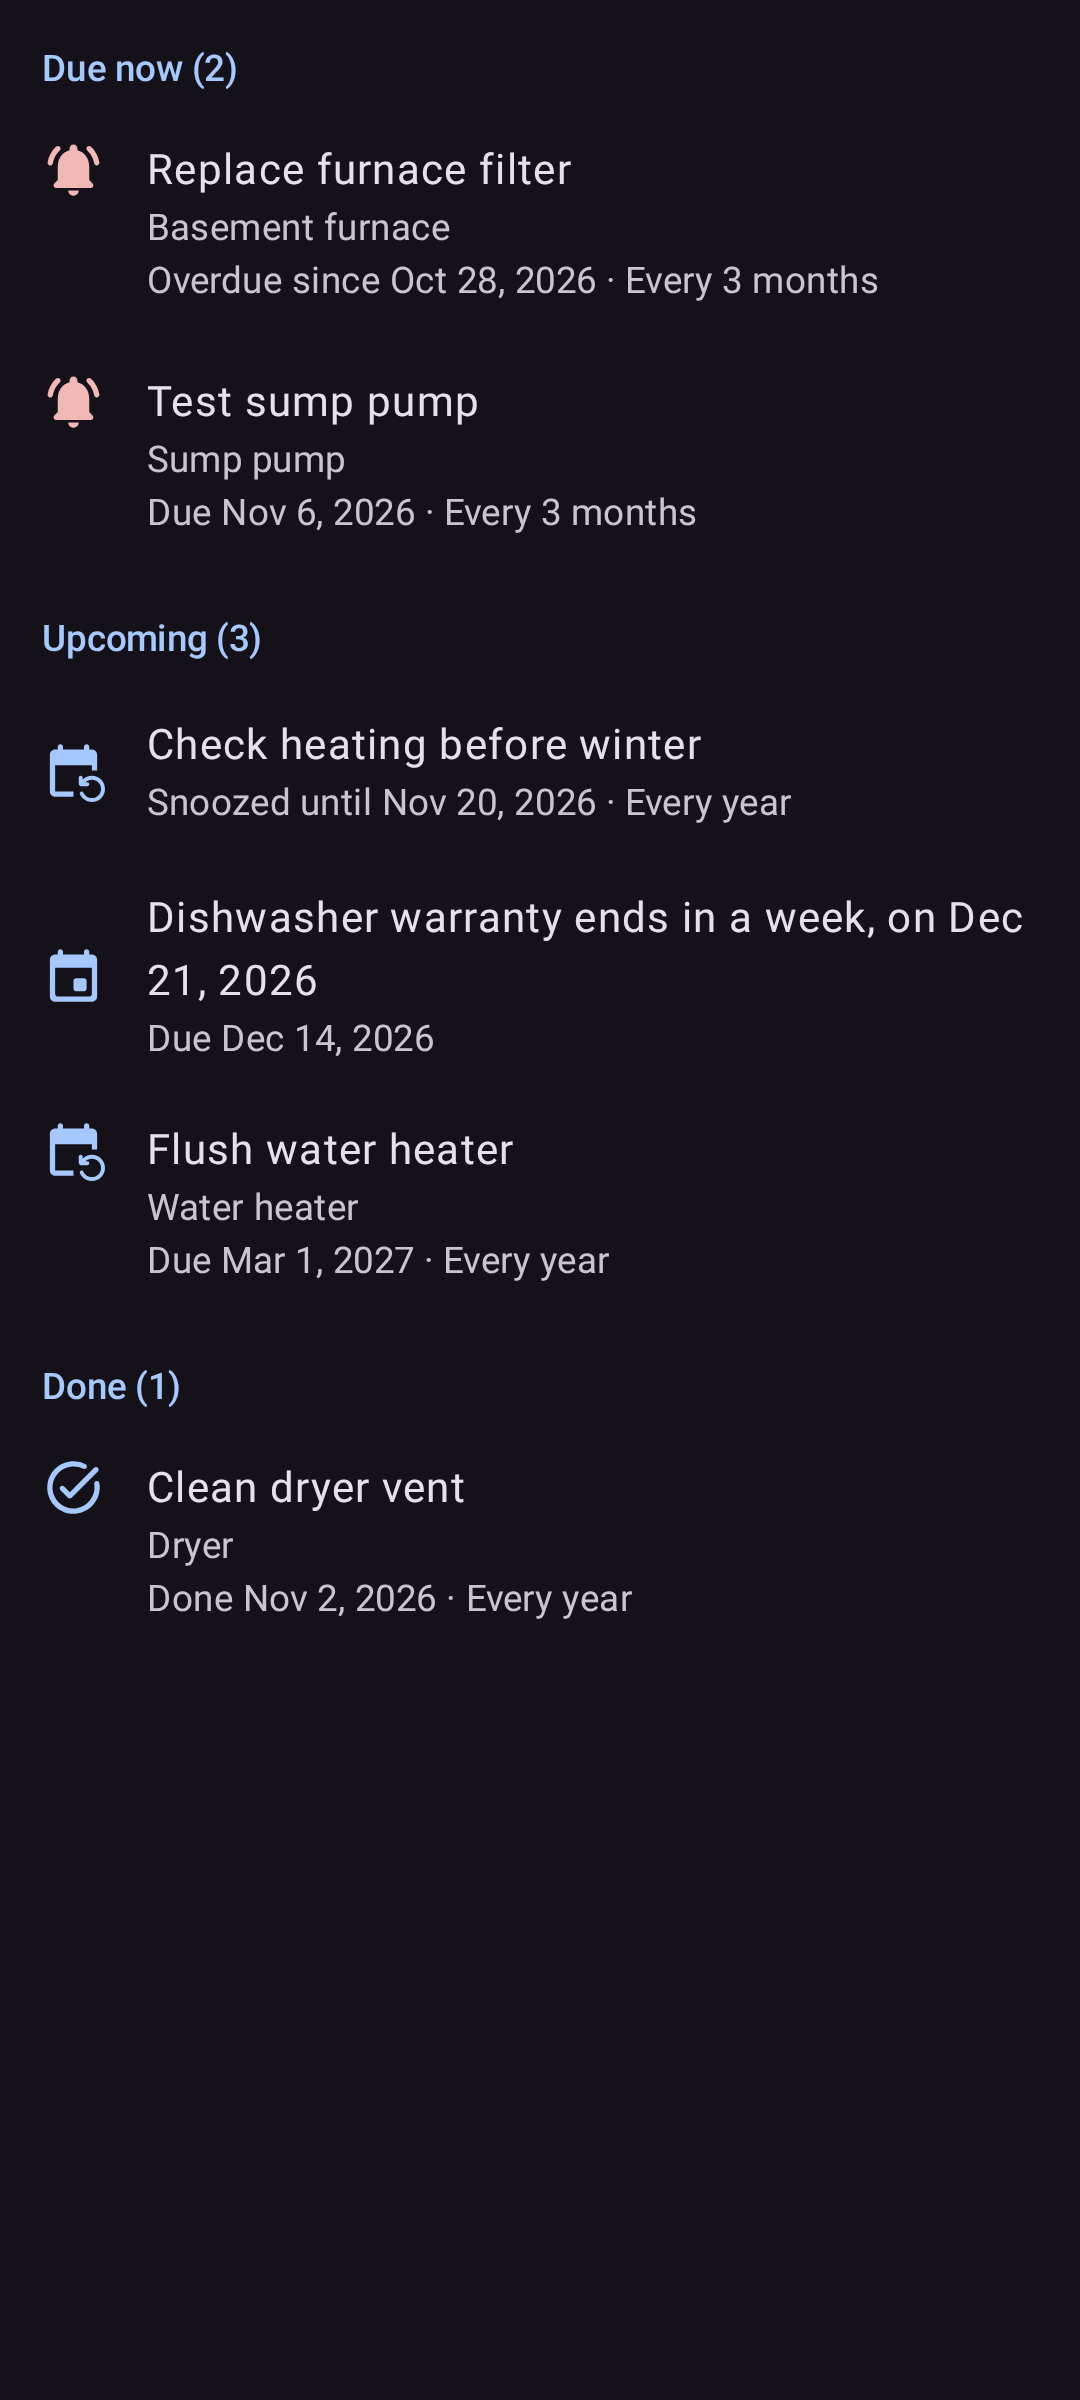 Due now (2)
Replace furnace filter
Basement furnace
Overdue since Oct 28, 2026 · Every 3 months
Test sump pump
Sump pump
Due Nov 6, 2026 · Every 3 months
Upcoming (3)
Check heating before winter
Snoozed until Nov 20, 2026 · Every year
Dishwasher warranty ends in a week, on Dec
21, 2026
Due Dec 14, 2026
Flush water heater
Water heater
Due Mar 1, 2027 · Every year
Done (1)
Clean dryer vent
Dryer
Done Nov 2, 2026 · Every year